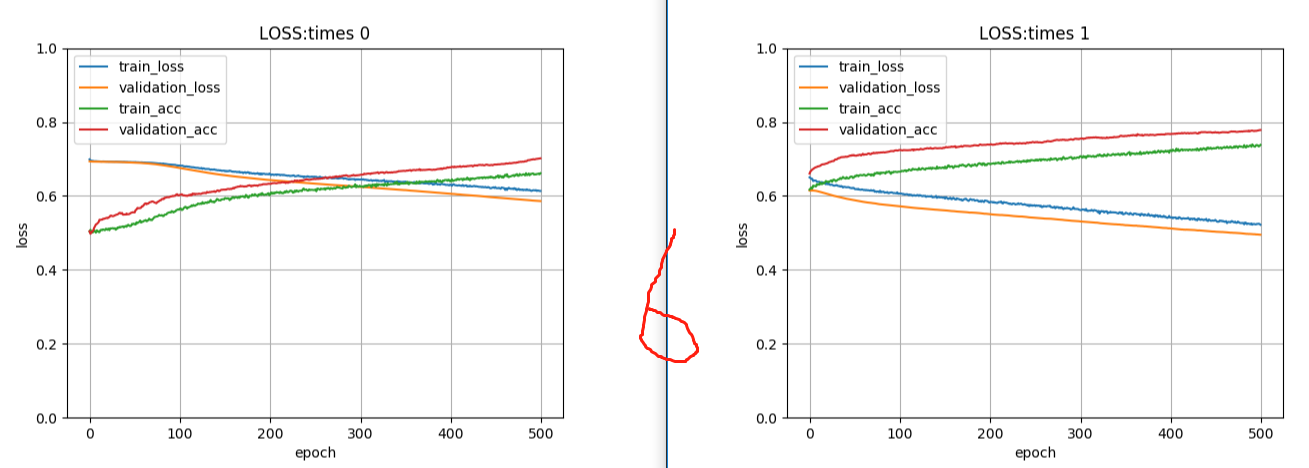 LOSS:times 0
1.0
train_loss
validation_loss
train_acc
validation_acc
0.8
0.6
loss
0.4
0.2
0.0
0 100 200 300 400 500
epoch
6
LOSS:times 1
1.0
train_loss
validation_loss
train_acc
validation_acc
0.8
0.6
loss
0.4
0.2
0.0
0 100 200 300 400 500
epoch